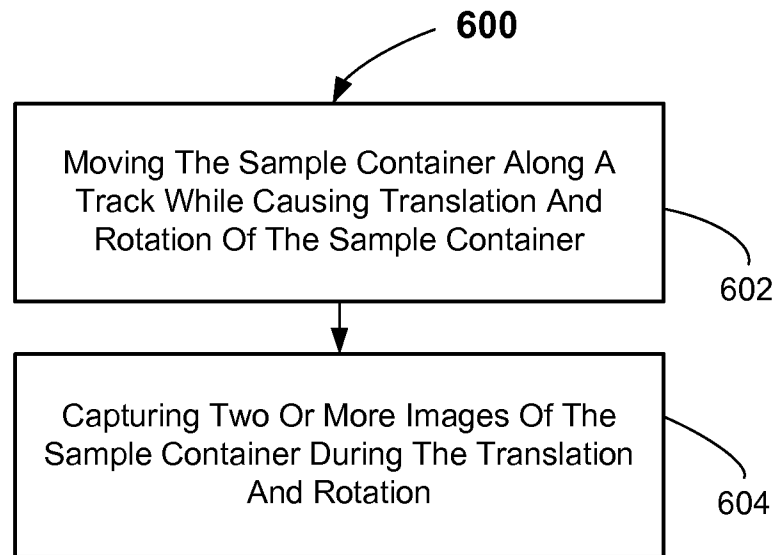 600
Moving The Sample Container Along A
Track While Causing Translation And
Rotation Of The Sample Container
602
Capturing Two Or More Images Of The
Sample Container During The Translation
And Rotation
604